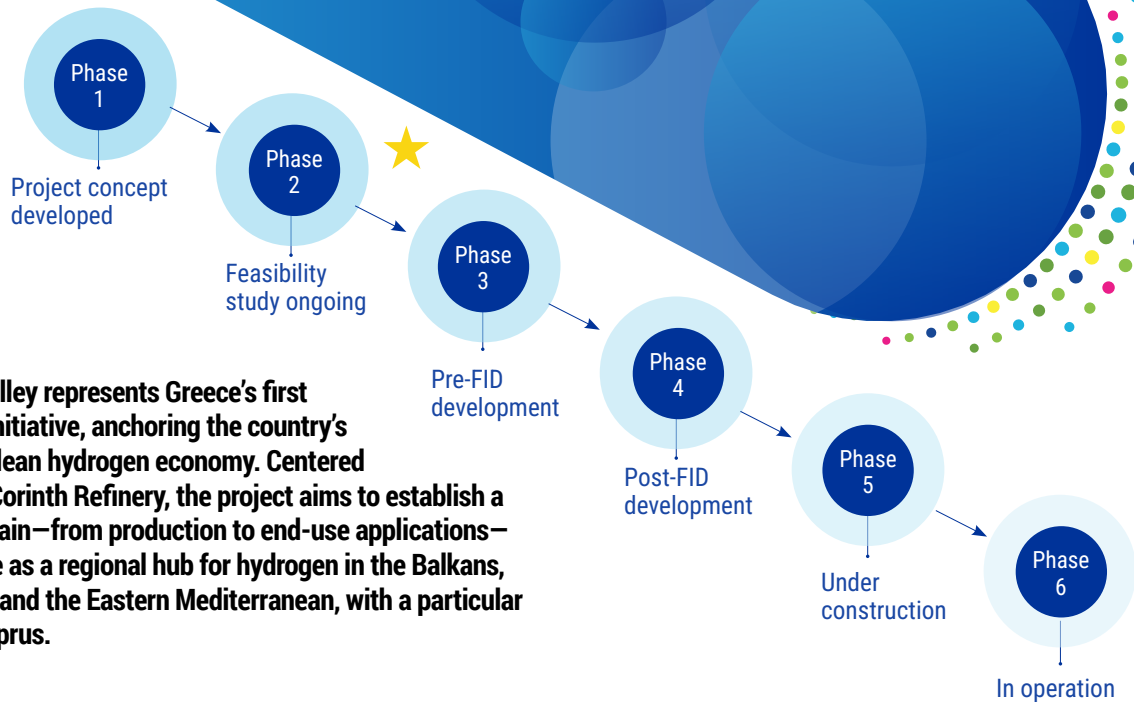 Phase
1
Project concept
developed
Phase
2
Feasibility
study ongoing
Phase
3
Pre-FID
development
Phase
4
Post-FID
development
Phase
5
Under
construction
Phase
6
In operation
lley represents Greece’s first
nitiative, anchoring the country’s
lean hydrogen economy. Centered
Corinth Refinery, the project aims to establish a
ain—from production to end-use applications—
e as a regional hub for hydrogen in the Balkans,
and the Eastern Mediterranean, with a particular
prus.